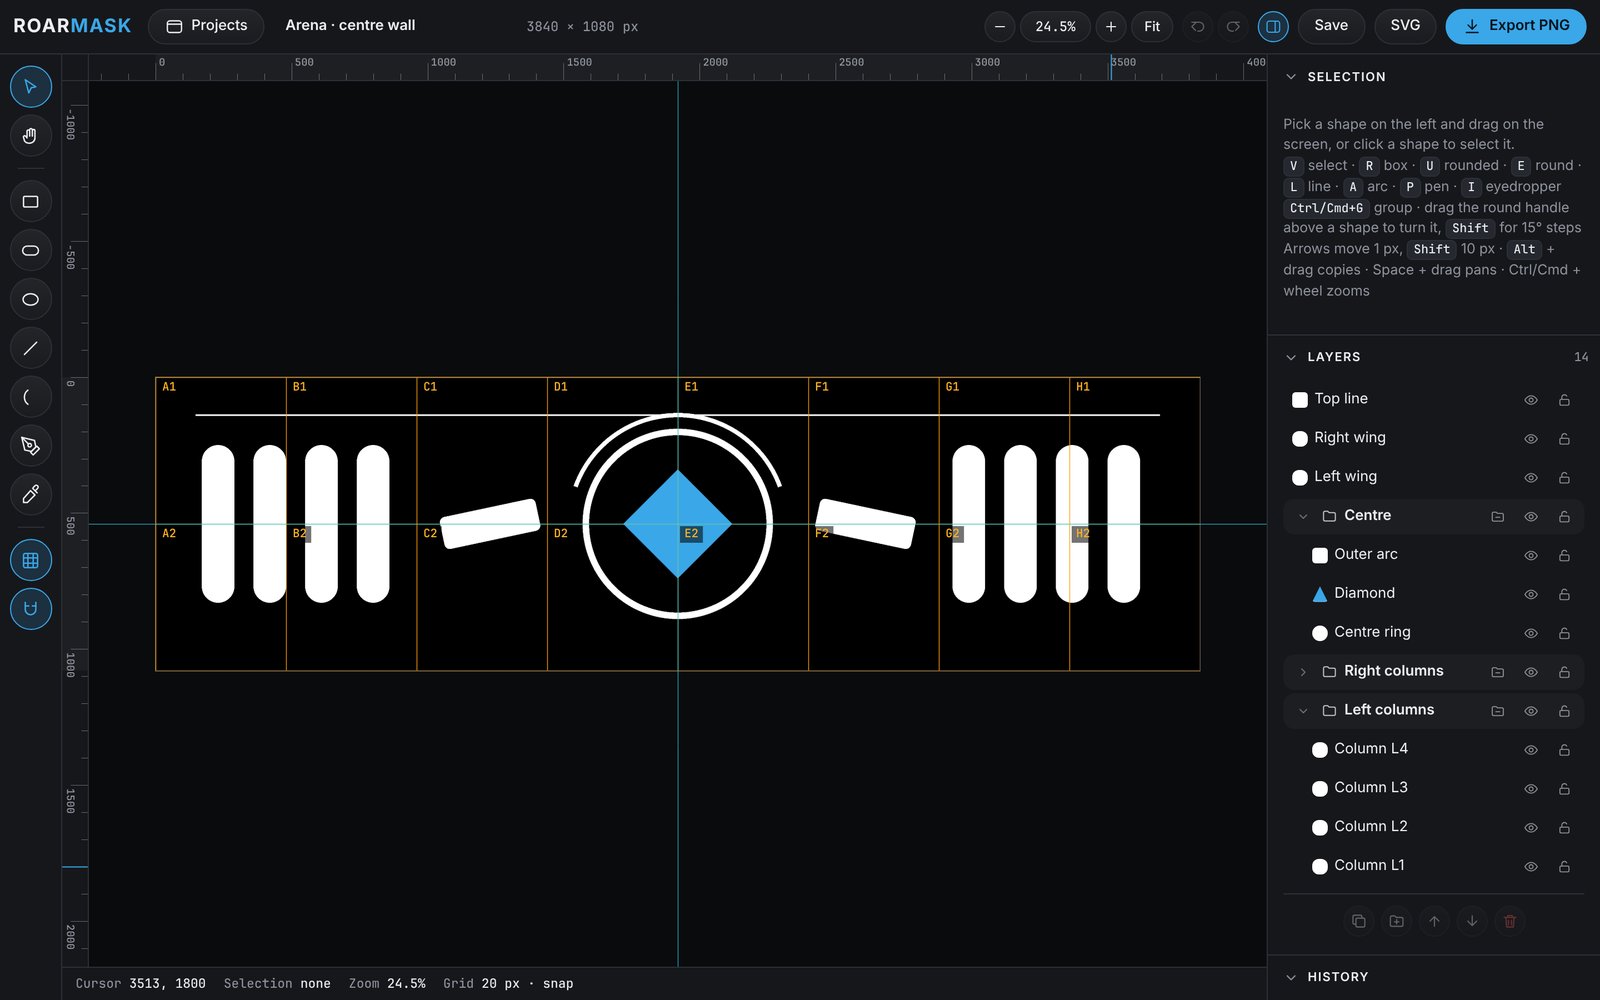 ROARMASK Projects Arena · centre wall 3840 × 1080 px 24.5% Fit Save SVG Export PNG
0 500 1000 1500 2000 2500 3000 3500 400
-1000
-500
0
500
1000
1500
2000
A1 B1 C1 D1 E1 F1 G1 H1
A2 B2 C2 D2 E2 F2 G2 H2
SELECTION
Pick a shape on the left and drag on the
screen, or click a shape to select it.
V select · R box · U rounded · E round ·
L line · A arc · P pen · I eyedropper
Ctrl/Cmd+G group · drag the round handle
above a shape to turn it, Shift for 15° steps
Arrows move 1 px, Shift 10 px · Alt +
drag copies · Space + drag pans · Ctrl/Cmd +
wheel zooms
LAYERS 14
Top line
Right wing
Left wing
Centre
Outer arc
Diamond
Centre ring
Right columns
Left columns
Column L4
Column L3
Column L2
Column L1
HISTORY
Cursor 3513, 1800 Selection none Zoom 24.5% Grid 20 px · snap